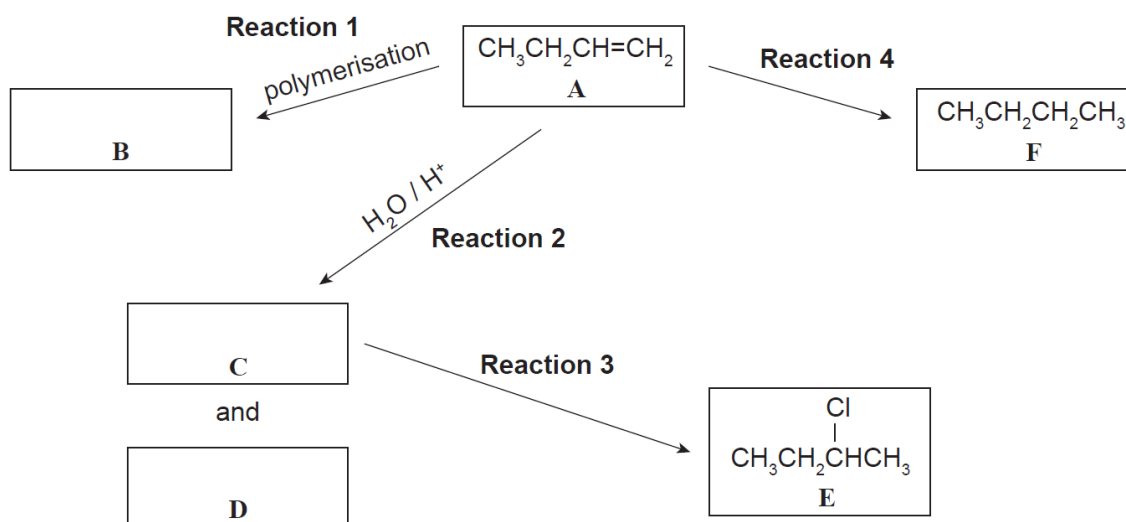 Reaction 1
polymerisation
CH₃CH₂CH=CH₂
A
Reaction 4
B
CH₃CH₂CH₂CH₃
F
H₂O / H⁺
Reaction 2
C
Reaction 3
and
Cl
CH₃CH₂CHCH₃
E
D